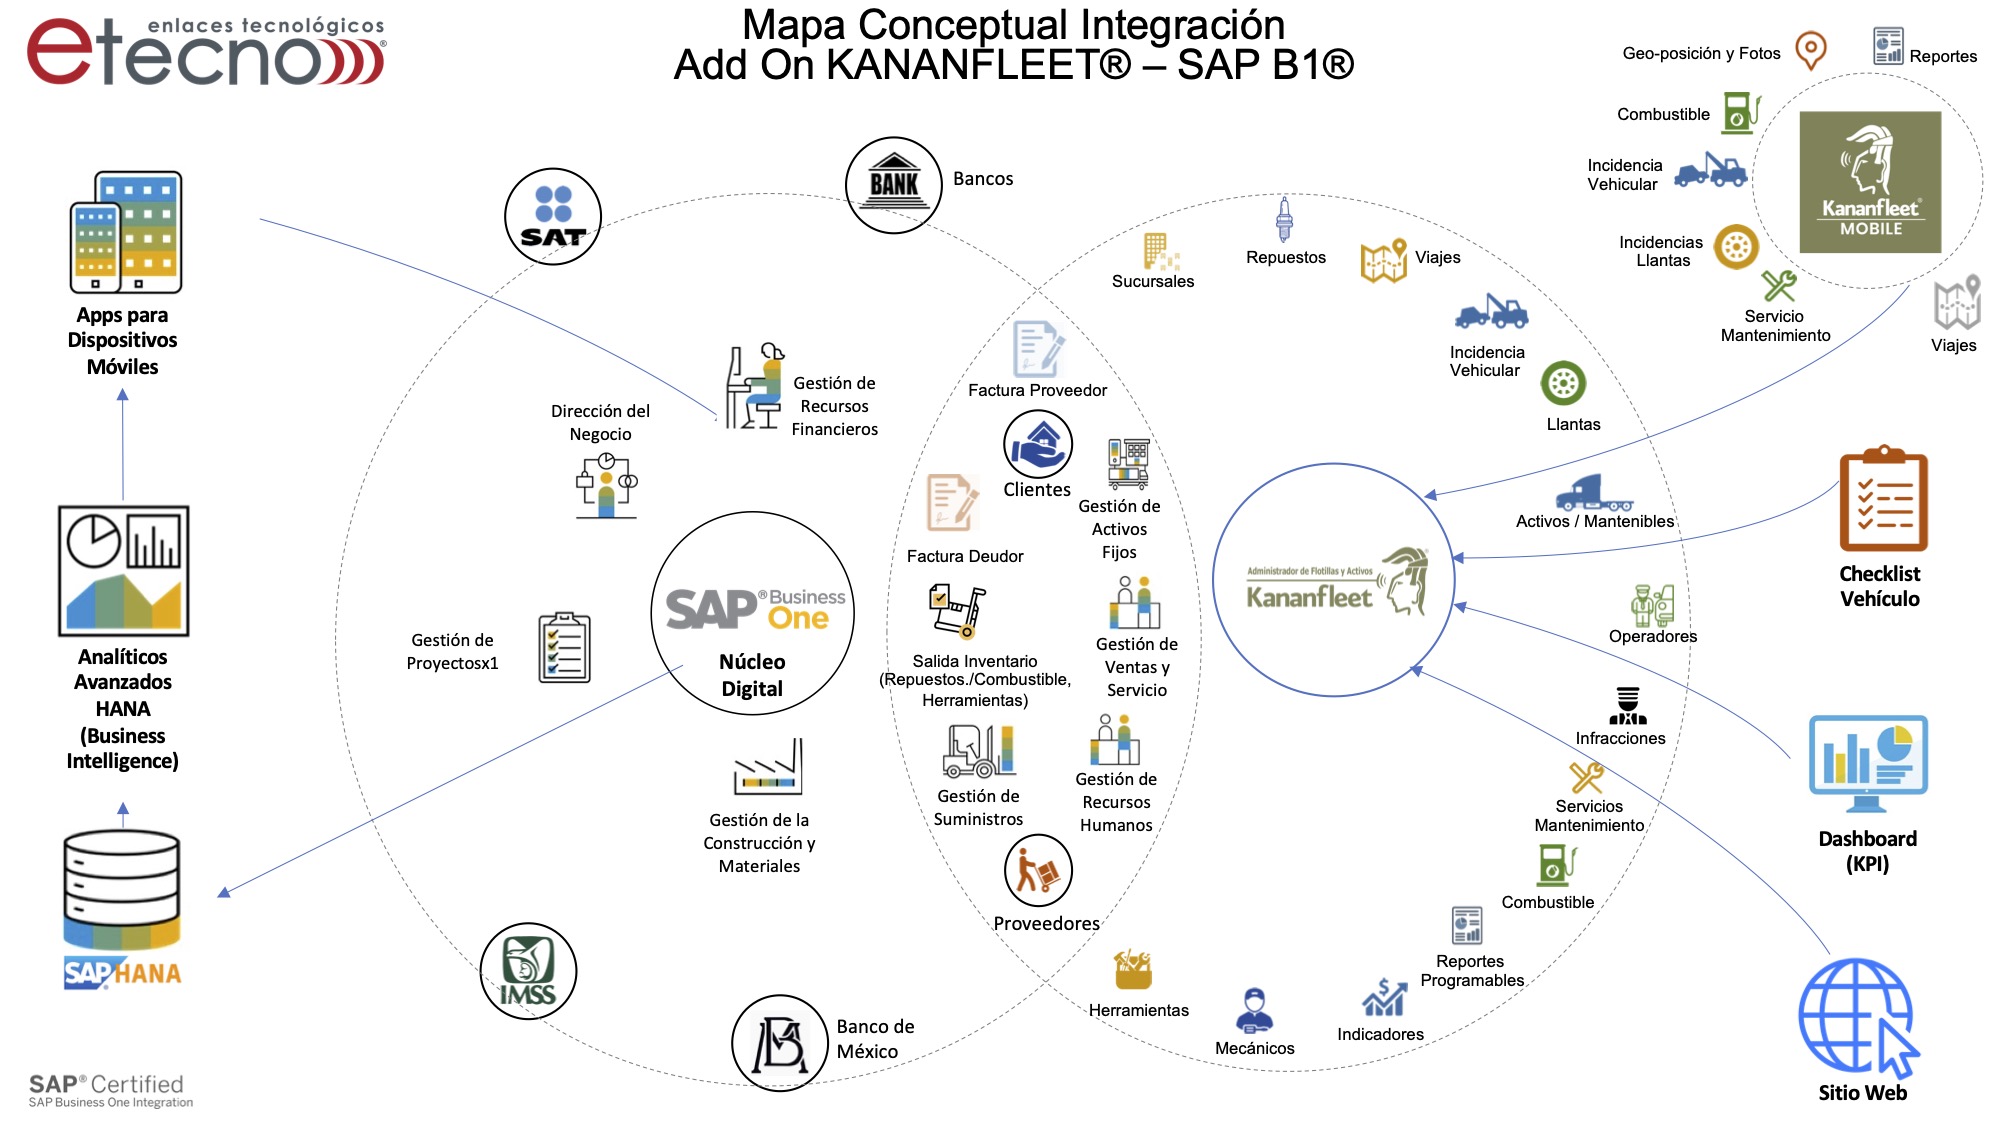 enlaces tecnológicos
etecno)))®
Mapa Conceptual Integración
Add On KANANFLEET® – SAP B1®
Geo-posición y Fotos
Reportes
Combustible
Incidencia
Vehicular
Incidencias
Llantas
Servicio
Mantenimiento
Viajes
Kananfleet®
MOBILE
SAT
BANK
Bancos
Apps para
Dispositivos
Móviles
Analíticos
Avanzados
HANA
(Business
Intelligence)
SAP HANA
SAP® Certified
SAP Business One Integration
Dirección del
Negocio
Gestión de
Recursos
Financieros
Gestión de
Proyectosx1
SAP® Business
One
Núcleo
Digital
Gestión de la
Construcción y
Materiales
IMSS
Banco de
México
Factura Proveedor
Clientes
Gestión de
Activos
Fijos
Factura Deudor
Salida Inventario
(Repuestos./Combustible,
Herramientas)
Gestión de
Ventas y
Servicio
Gestión de
Suministros
Gestión de
Recursos
Humanos
Proveedores
Sucursales
Repuestos
Viajes
Incidencia
Vehicular
Llantas
Activos / Mantenibles
Administrador de Flotillas y Activos
Kananfleet
Operadores
Infracciones
Servicios
Mantenimiento
Combustible
Reportes
Programables
Indicadores
Mecánicos
Herramientas
Checklist
Vehículo
Dashboard
(KPI)
Sitio Web